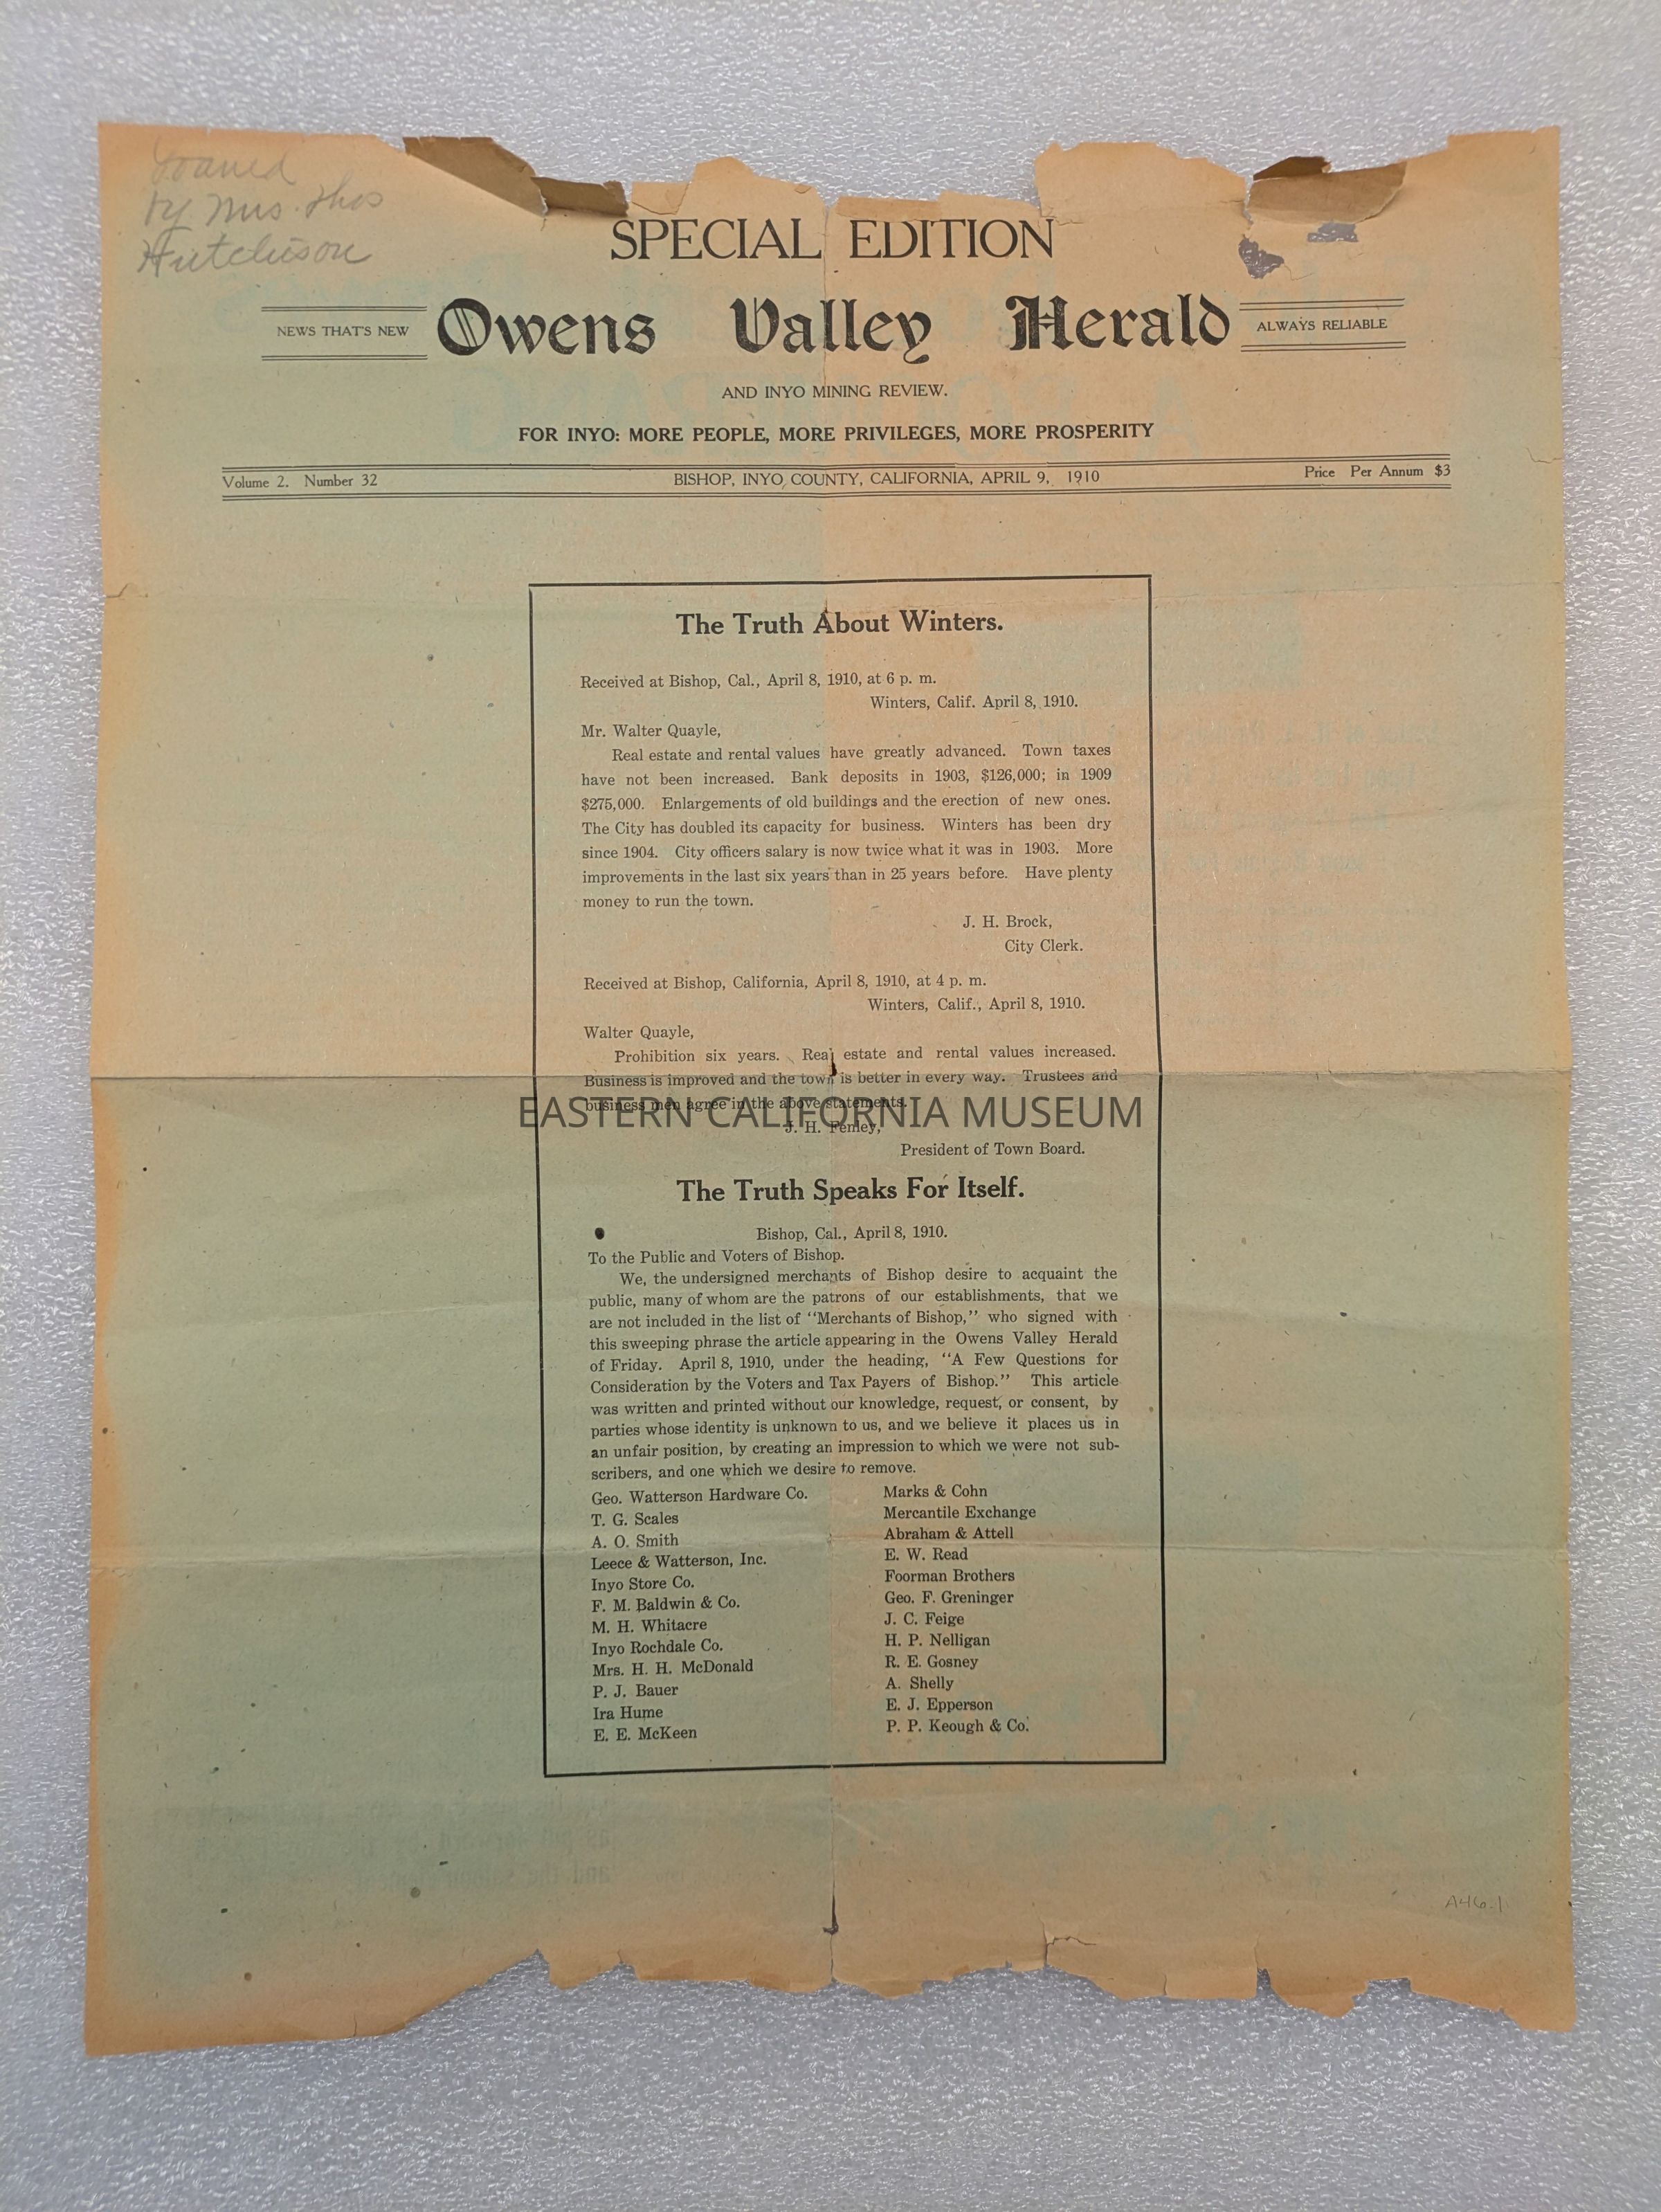 Loaned
by Mrs. Thos
Hutchison
SPECIAL EDITION
NEWS THAT'S NEW
Owens Valley Herald
ALWAYS RELIABLE
AND INYO MINING REVIEW.
FOR INYO: MORE PEOPLE, MORE PRIVILEGES, MORE PROSPERITY
Volume 2. Number 32 BISHOP, INYO COUNTY, CALIFORNIA, APRIL 9, 1910 Price Per Annum $3
The Truth About Winters.
Received at Bishop, Cal., April 8, 1910, at 6 p. m.
Winters, Calif. April 8, 1910.
Mr. Walter Quayle,
Real estate and rental values have greatly advanced. Town taxes
have not been increased. Bank deposits in 1903, $126,000; in 1909
$275,000. Enlargements of old buildings and the erection of new ones.
The City has doubled its capacity for business. Winters has been dry
since 1904. City officers salary is now twice what it was in 1903. More
improvements in the last six years than in 25 years before. Have plenty
money to run the town.
J. H. Brock,
City Clerk.
Received at Bishop, California, April 8, 1910, at 4 p. m.
Winters, Calif., April 8, 1910.
Walter Quayle,
Prohibition six years. Real estate and rental values increased.
Business is improved and the town is better in every way. Trustees and
business men agree in the above statements.
EASTERN CALIFORNIA MUSEUM
J. H. Fenley,
President of Town Board.
The Truth Speaks For Itself.
Bishop, Cal., April 8, 1910.
To the Public and Voters of Bishop.
We, the undersigned merchants of Bishop desire to acquaint the
public, many of whom are the patrons of our establishments, that we
are not included in the list of "Merchants of Bishop," who signed with
this sweeping phrase the article appearing in the Owens Valley Herald
of Friday. April 8, 1910, under the heading, "A Few Questions for
Consideration by the Voters and Tax Payers of Bishop." This article
was written and printed without our knowledge, request, or consent, by
parties whose identity is unknown to us, and we believe it places us in
an unfair position, by creating an impression to which we were not sub-
scribers, and one which we desire to remove.
Geo. Watterson Hardware Co.
T. G. Scales
A. O. Smith
Leece & Watterson, Inc.
Inyo Store Co.
F. M. Baldwin & Co.
M. H. Whitacre
Inyo Rochdale Co.
Mrs. H. H. McDonald
P. J. Bauer
Ira Hume
E. E. McKeen
Marks & Cohn
Mercantile Exchange
Abraham & Attell
E. W. Read
Foorman Brothers
Geo. F. Greninger
J. C. Feige
H. P. Nelligan
R. E. Gosney
A. Shelly
E. J. Epperson
P. P. Keough & Co.
A46.1